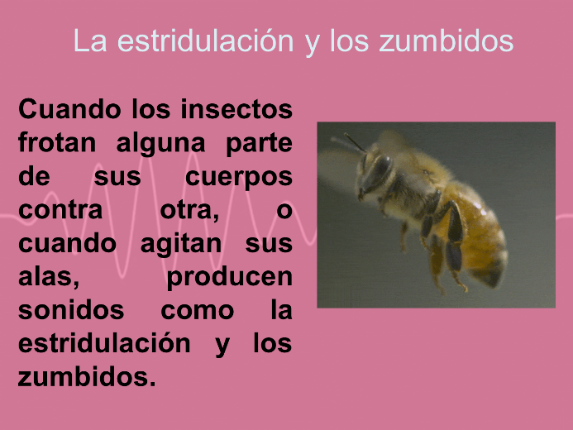 La estridulación y los zumbidos
Cuando los insectos
frotan alguna parte
de sus cuerpos
contra otra, o
cuando agitan sus
alas, producen
sonidos como la
estridulación y los
zumbidos.